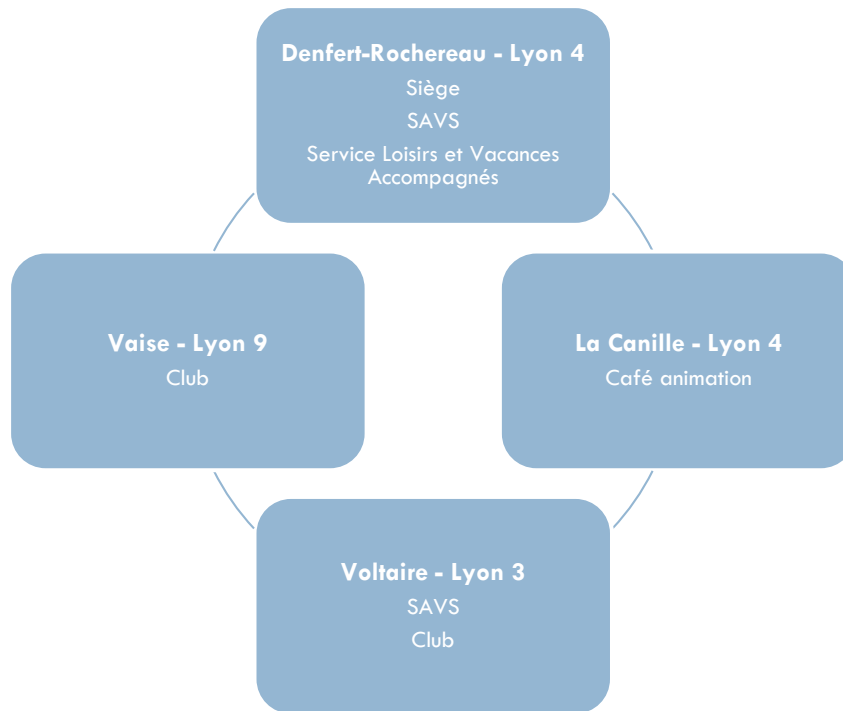 Denfert-Rochereau - Lyon 4
Siège
SAVS
Service Loisirs et Vacances
Accompagnés
Vaise - Lyon 9
Club
La Canille - Lyon 4
Café animation
Voltaire - Lyon 3
SAVS
Club